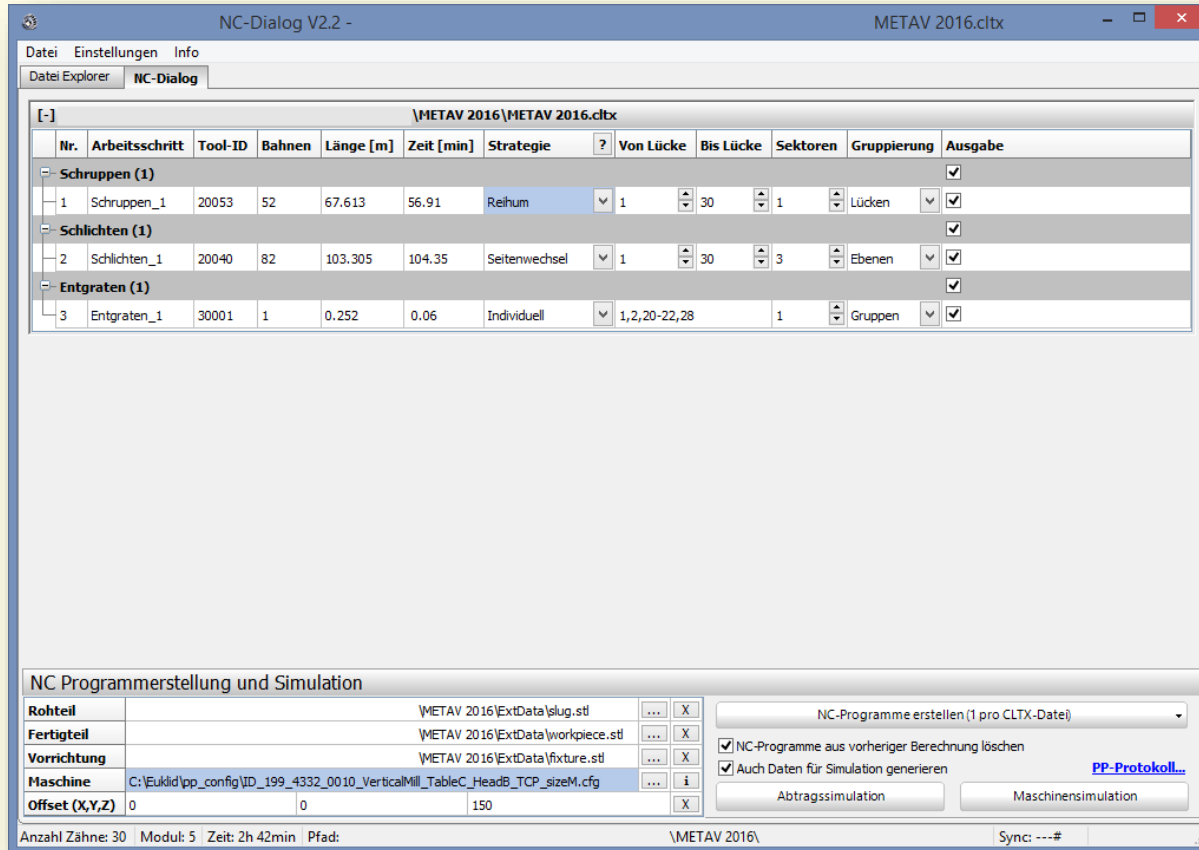 NC-Dialog V2.2 - METAV 2016.cltx
Datei Einstellungen Info
Datei Explorer NC-Dialog
[-] \METAV 2016\METAV 2016.cltx
Nr. Arbeitsschritt Tool-ID Bahnen Länge [m] Zeit [min] Strategie ? Von Lücke Bis Lücke Sektoren Gruppierung Ausgabe
Schruppen (1)
1 Schruppen_1 20053 52 67.613 56.91 Reihum 1 30 1 Lücken
Schlichten (1)
2 Schlichten_1 20040 82 103.305 104.35 Seitenwechsel 1 30 3 Ebenen
Entgraten (1)
3 Entgraten_1 30001 1 0.252 0.06 Individuell 1,2,20-22,28 1 Gruppen
NC Programmerstellung und Simulation
Rohteil \METAV 2016\ExtData\slug.stl ... X
Fertigteil \METAV 2016\ExtData\workpiece.stl ... X
Vorrichtung \METAV 2016\ExtData\fixture.stl ... X
Maschine C:\Euklid\pp_config\ID_199_4332_0010_VerticalMill_TableC_HeadB_TCP_sizeM.cfg ... i
Offset (X,Y,Z) 0 0 150 X
NC-Programme erstellen (1 pro CLTX-Datei)
NC-Programme aus vorheriger Berechnung löschen
Auch Daten für Simulation generieren PP-Protokoll...
Abtragssimulation Maschinensimulation
Anzahl Zähne: 30 Modul: 5 Zeit: 2h 42min Pfad: \METAV 2016\ Sync: ---#